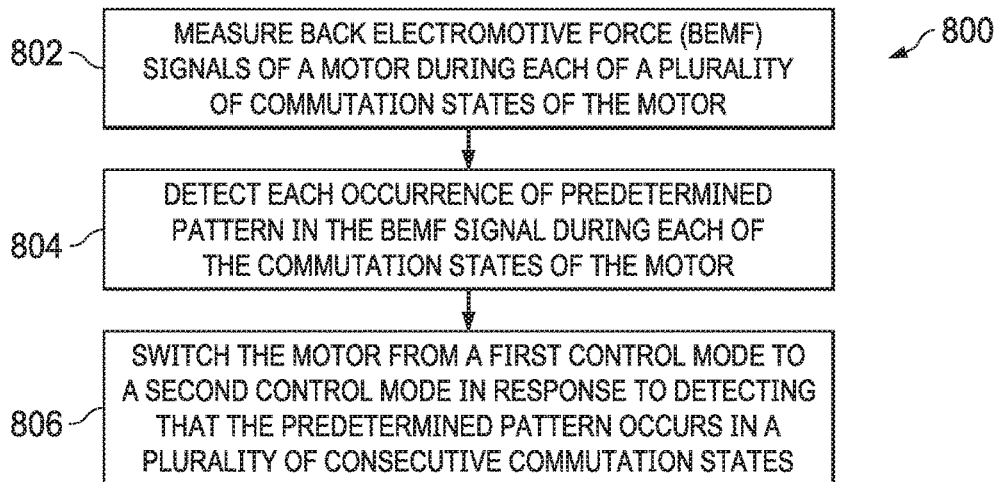 800
802
MEASURE BACK ELECTROMOTIVE FORCE (BEMF)
SIGNALS OF A MOTOR DURING EACH OF A PLURALITY
OF COMMUTATION STATES OF THE MOTOR
804
DETECT EACH OCCURRENCE OF PREDETERMINED
PATTERN IN THE BEMF SIGNAL DURING EACH OF
THE COMMUTATION STATES OF THE MOTOR
806
SWITCH THE MOTOR FROM A FIRST CONTROL MODE TO
A SECOND CONTROL MODE IN RESPONSE TO DETECTING
THAT THE PREDETERMINED PATTERN OCCURS IN A
PLURALITY OF CONSECUTIVE COMMUTATION STATES